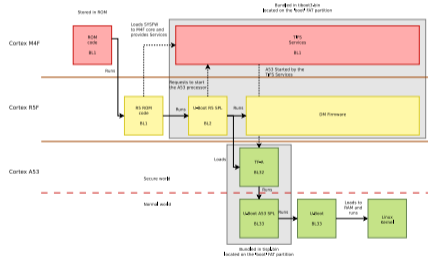 Bundled in tiboot3.bin
located on the "boot" FAT partition
Stored in ROM
Loads SYSFW
to M4F core and
provides Services
Cortex M4F
ROM
code
BL1
TIFS
Services
BL1
Runs
A53 Started by the
TIFS Services
Requests to start
the A53 processor
Cortex R5F
R5 ROM
code
BL1
Runs
U-boot R5 SPL
BL2
Runs
DM Firmware
Loads
Cortex A53
BL32
Secure world
Runs
Normal world
U-boot A53 SPL
BL33
Runs
U-boot
BL33
Loads to
RAM and
runs
Linux
Kernel
Bundled in tispl.bin
located on the "boot" FAT partition